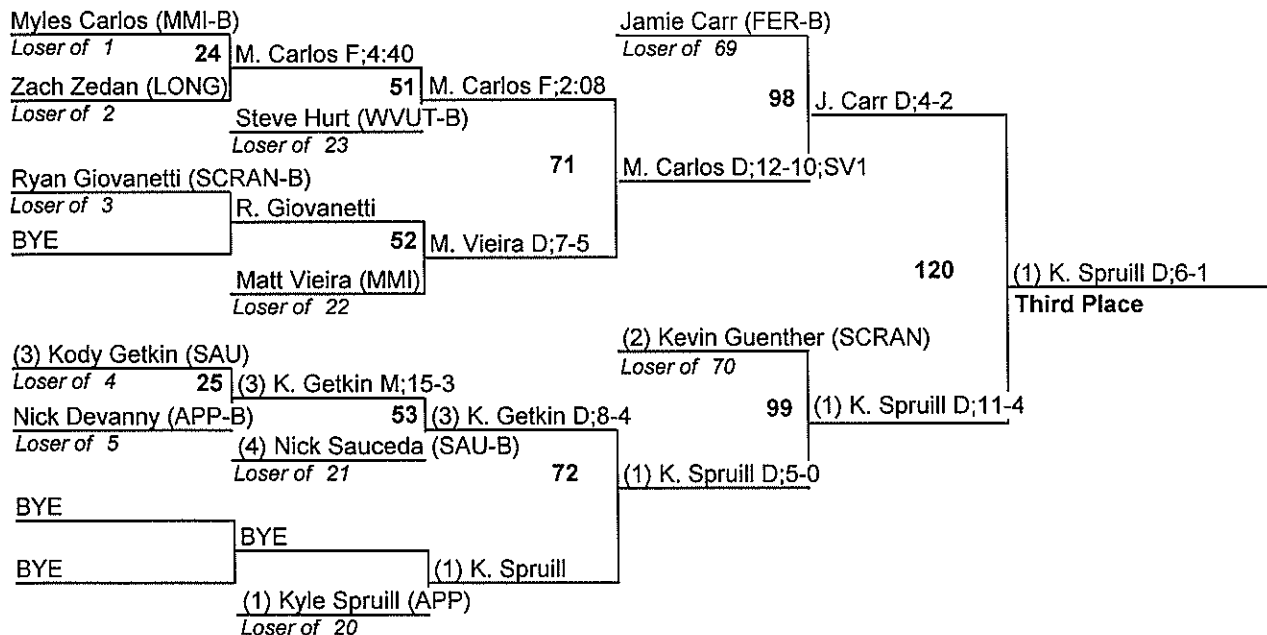 Myles Carlos (MMI-B)
Loser of 1
24
M. Carlos F;4:40
Zach Zedan (LONG)
Loser of 2
51
M. Carlos F;2:08
Steve Hurt (WVUT-B)
Loser of 23
71
M. Carlos D;12-10;SV1
Ryan Giovanetti (SCRAN-B)
Loser of 3
R. Giovanetti
BYE
52
M. Vieira D;7-5
Matt Vieira (MMI)
Loser of 22
Jamie Carr (FER-B)
Loser of 69
98
J. Carr D;4-2
120
(1) K. Spruill D;6-1
Third Place
(3) Kody Getkin (SAU)
Loser of 4
25
(3) K. Getkin M;15-3
Nick Devanny (APP-B)
Loser of 5
53
(3) K. Getkin D;8-4
(4) Nick Sauceda (SAU-B)
Loser of 21
72
(1) K. Spruill D;5-0
BYE
BYE
BYE
(1) K. Spruill
(1) Kyle Spruill (APP)
Loser of 20
(2) Kevin Guenther (SCRAN)
Loser of 70
99
(1) K. Spruill D;11-4